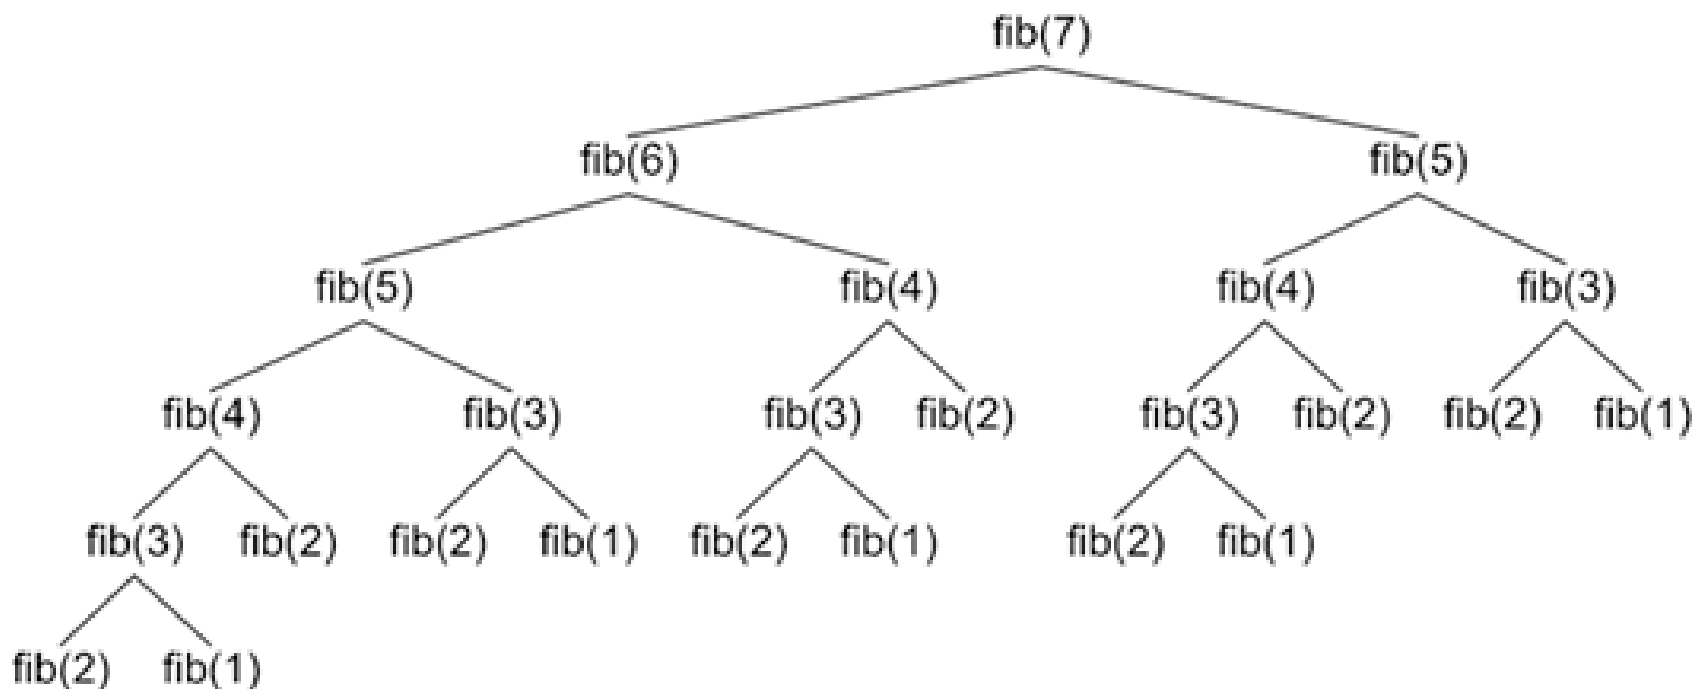 fib(7)
fib(6) fib(5)
fib(5) fib(4) fib(4) fib(3)
fib(4) fib(3) fib(3) fib(2) fib(3) fib(2) fib(2) fib(1)
fib(3) fib(2) fib(2) fib(1) fib(2) fib(1) fib(2) fib(1)
fib(2) fib(1)